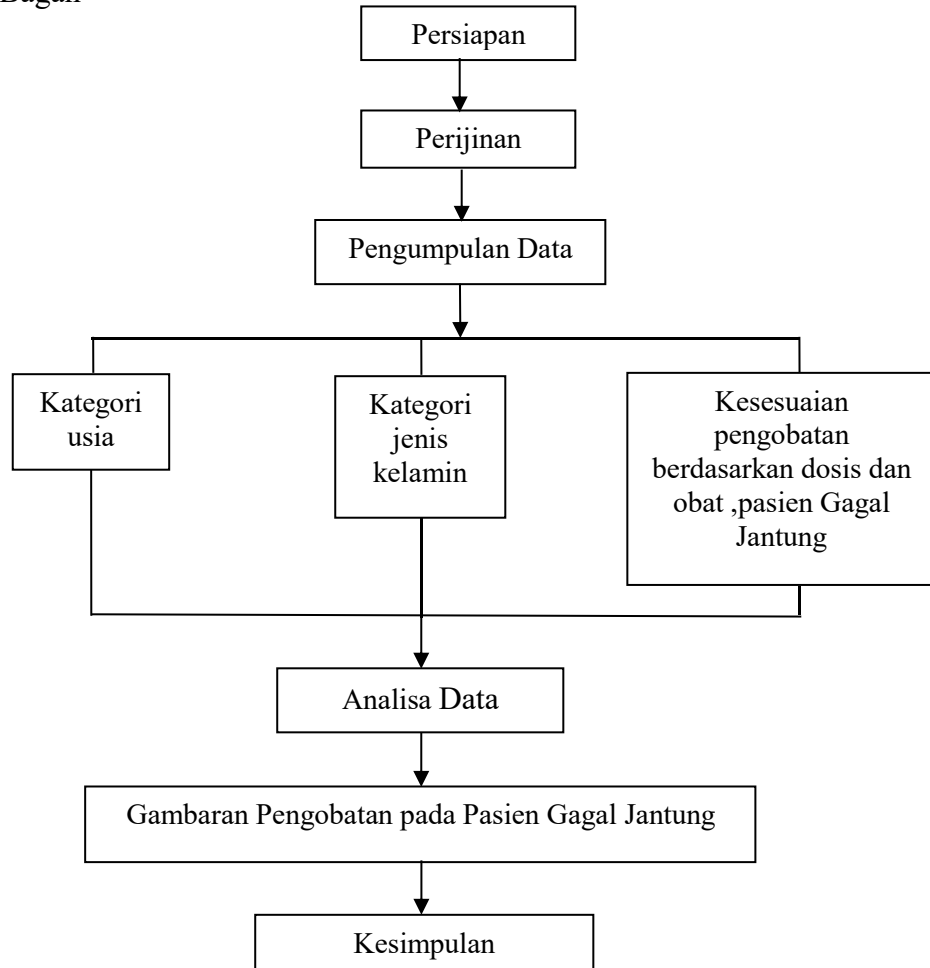 Bagan
Persiapan
Perijinan
Pengumpulan Data
Kategori
usia
Kategori
jenis
kelamin
Kesesuaian
pengobatan
berdasarkan dosis dan
obat ,pasien Gagal
Jantung
Analisa Data
Gambaran Pengobatan pada Pasien Gagal Jantung
Kesimpulan